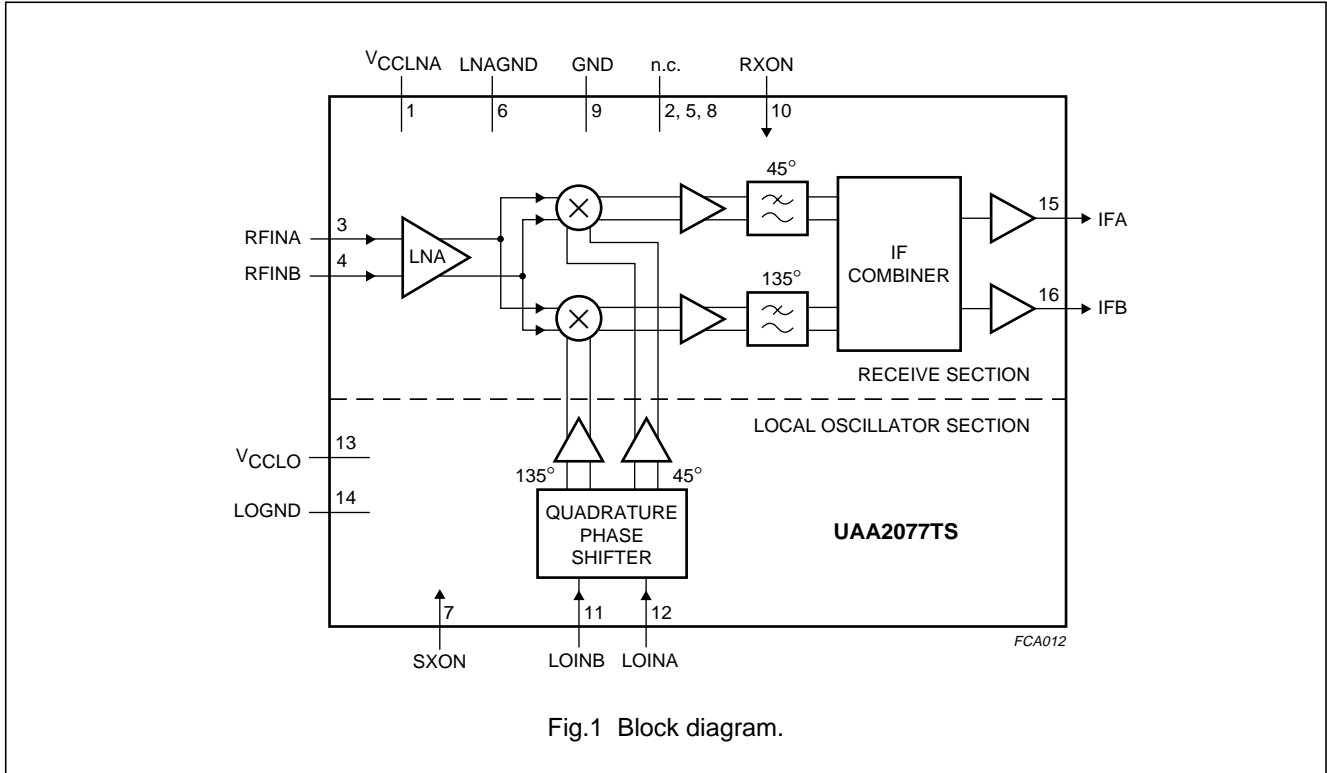 VCCLNA LNAGND GND n.c. RXON
1 6 9 2, 5, 8 10
45°
15
IFA
3
RFINA
LNA
IF
COMBINER
4
RFINB
135°
16
IFB
RECEIVE SECTION
LOCAL OSCILLATOR SECTION
13
VCCLO
135° 45°
14
LOGND
QUADRATURE
PHASE
SHIFTER
UAA2077TS
7 11 12
SXON LOINB LOINA
FCA012
Fig.1 Block diagram.